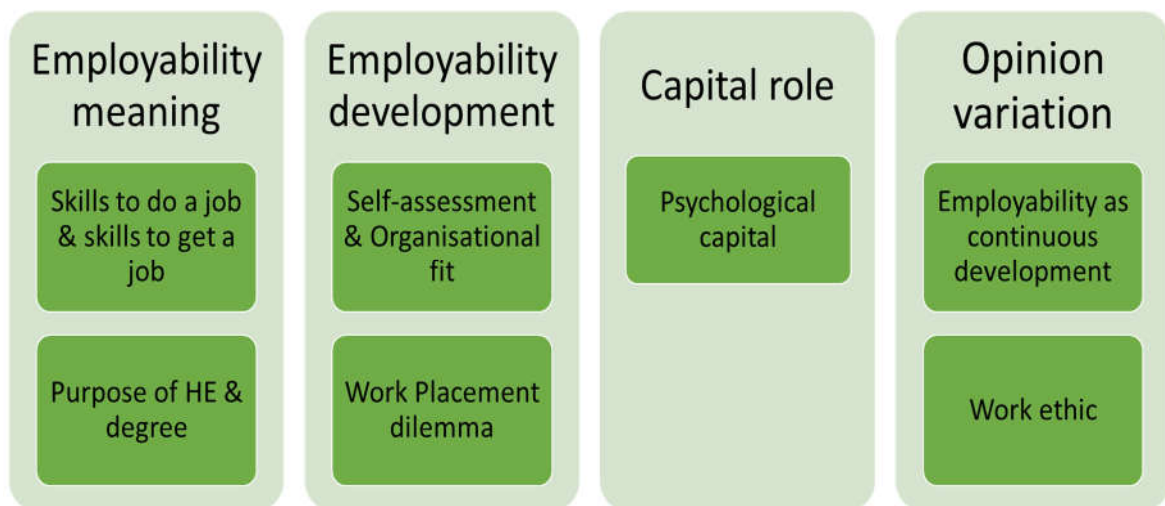 Employability
meaning
Skills to do a job
& skills to get a
job
Purpose of HE &
degree
Employability
development
Self-assessment
& Organisational
fit
Work Placement
dilemma
Capital role
Psychological
capital
Opinion
variation
Employability as
continuous
development
Work ethic